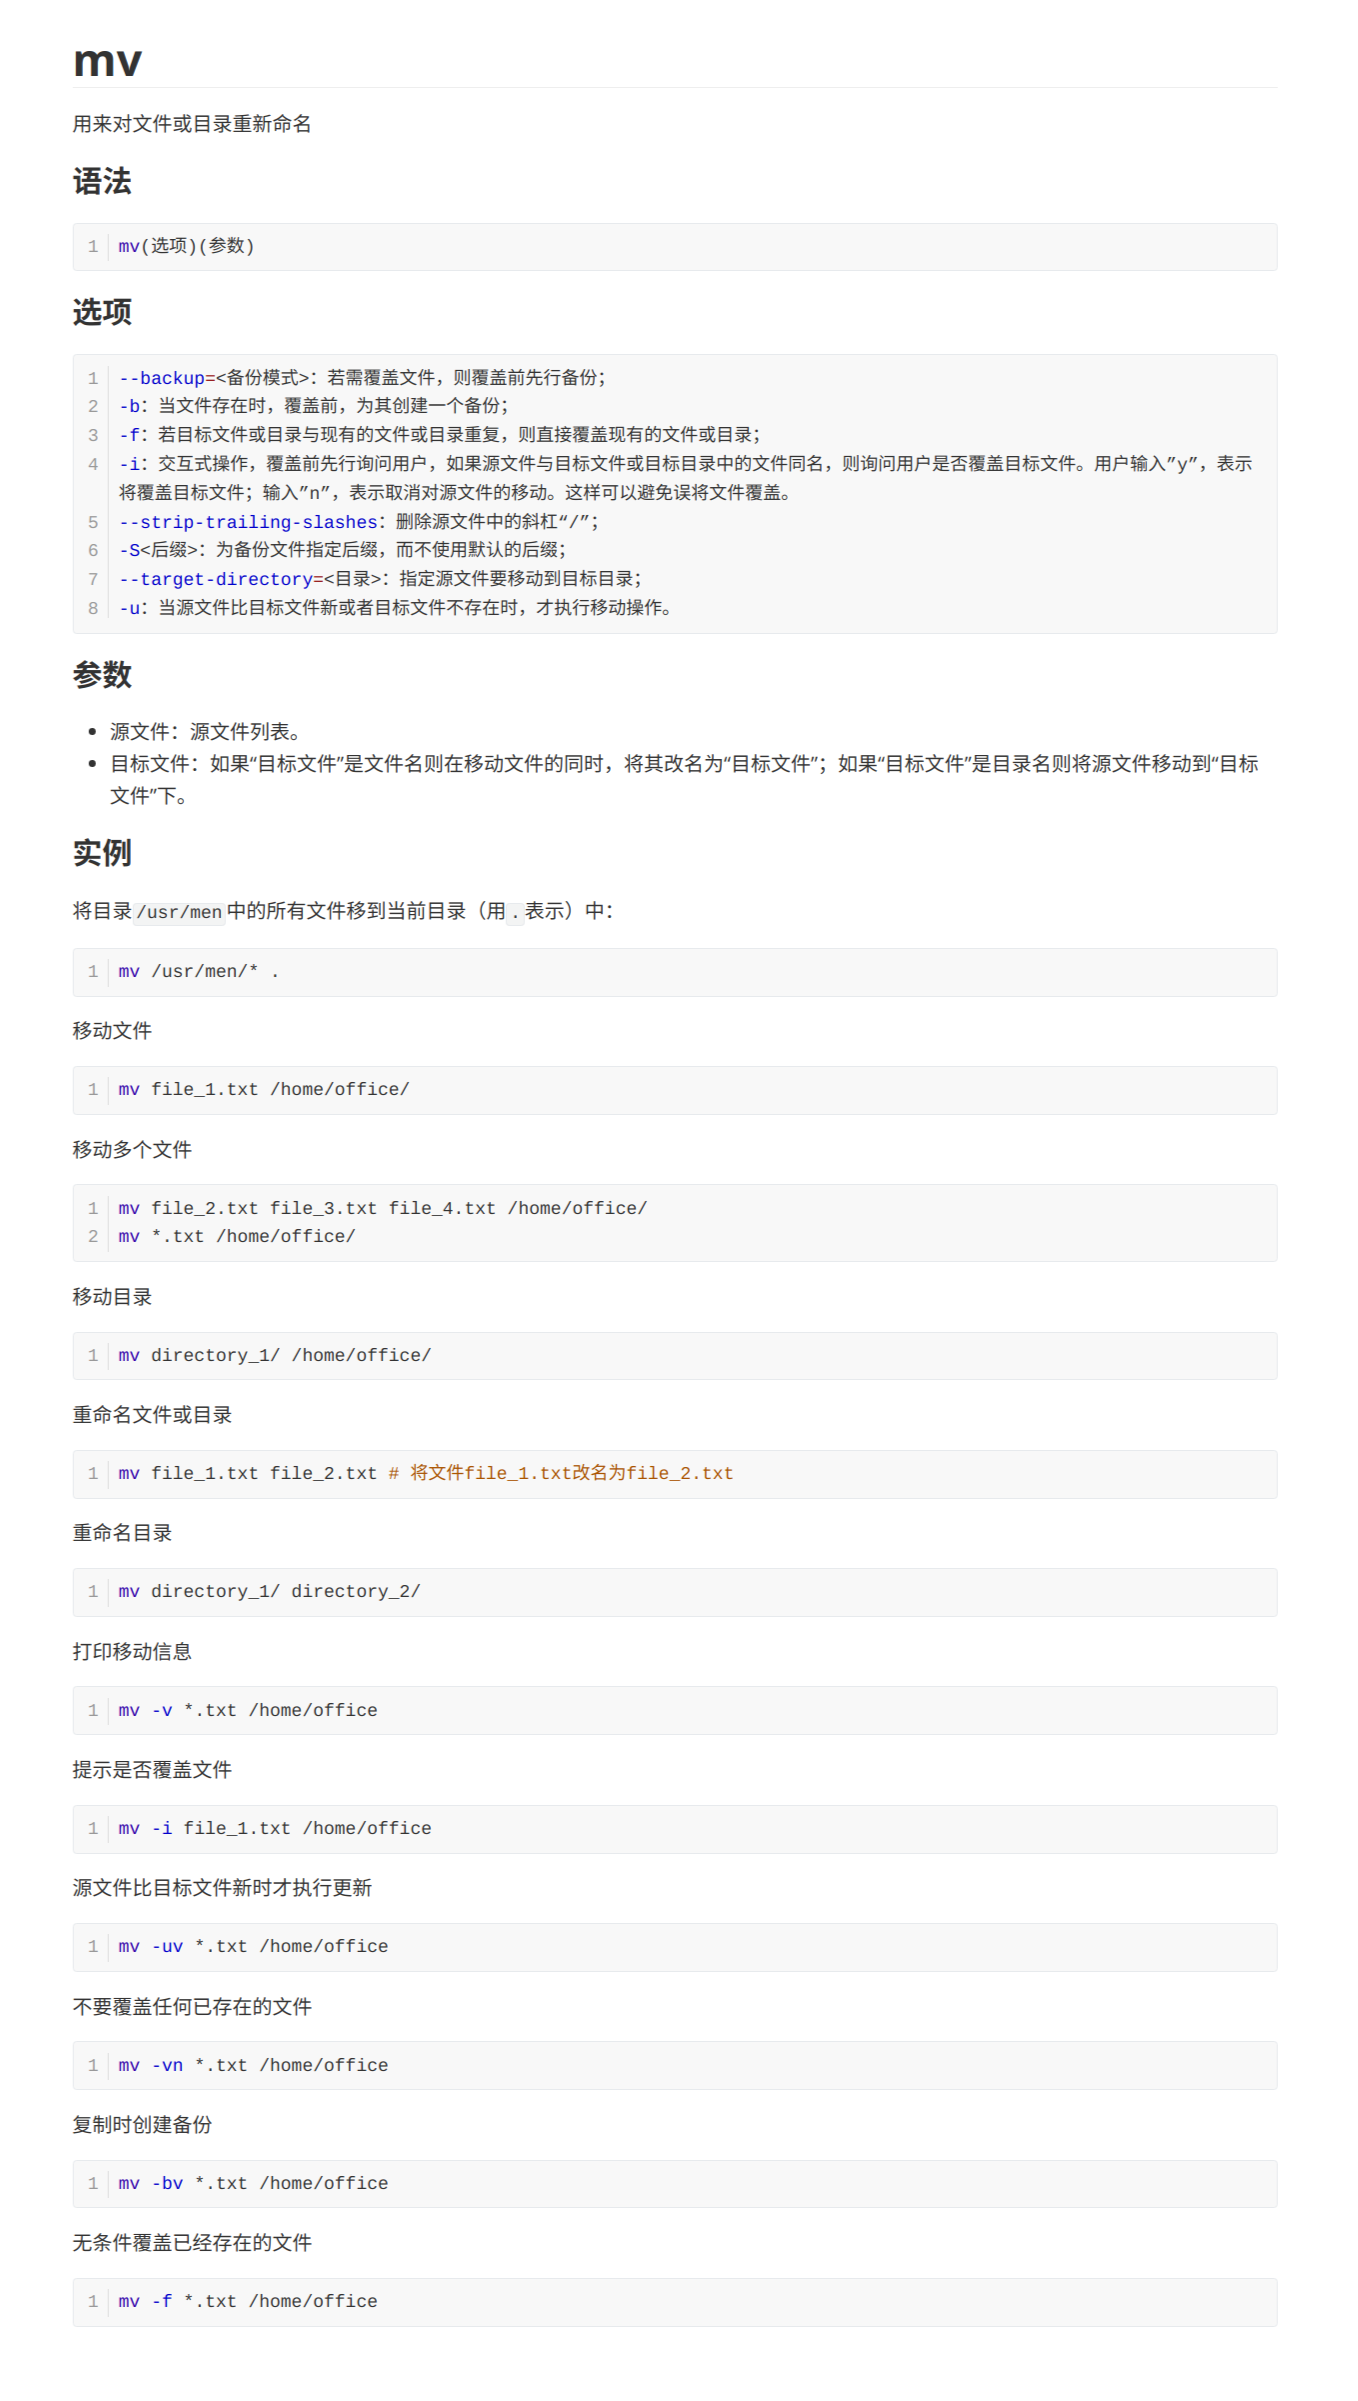 mv
用来对文件或目录重新命名
语法
1 mv(选项)(参数)
选项
1 --backup=<备份模式>：若需覆盖文件，则覆盖前先行备份；
2 -b：当文件存在时，覆盖前，为其创建一个备份；
3 -f：若目标文件或目录与现有的文件或目录重复，则直接覆盖现有的文件或目录；
4 -i：交互式操作，覆盖前先行询问用户，如果源文件与目标文件或目标目录中的文件同名，则询问用户是否覆盖目标文件。用户输入”y”，表示
将覆盖目标文件；输入”n”，表示取消对源文件的移动。这样可以避免误将文件覆盖。
5 --strip-trailing-slashes：删除源文件中的斜杠“/”；
6 -S<后缀>：为备份文件指定后缀，而不使用默认的后缀；
7 --target-directory=<目录>：指定源文件要移动到目标目录；
8 -u：当源文件比目标文件新或者目标文件不存在时，才执行移动操作。
参数
• 源文件：源文件列表。
• 目标文件：如果“目标文件”是文件名则在移动文件的同时，将其改名为“目标文件”；如果“目标文件”是目录名则将源文件移动到“目标
文件”下。
实例
将目录/usr/men中的所有文件移到当前目录（用.表示）中：
1 mv /usr/men/* .
移动文件
1 mv file_1.txt /home/office/
移动多个文件
1 mv file_2.txt file_3.txt file_4.txt /home/office/
2 mv *.txt /home/office/
移动目录
1 mv directory_1/ /home/office/
重命名文件或目录
1 mv file_1.txt file_2.txt # 将文件file_1.txt改名为file_2.txt
重命名目录
1 mv directory_1/ directory_2/
打印移动信息
1 mv -v *.txt /home/office
提示是否覆盖文件
1 mv -i file_1.txt /home/office
源文件比目标文件新时才执行更新
1 mv -uv *.txt /home/office
不要覆盖任何已存在的文件
1 mv -vn *.txt /home/office
复制时创建备份
1 mv -bv *.txt /home/office
无条件覆盖已经存在的文件
1 mv -f *.txt /home/office